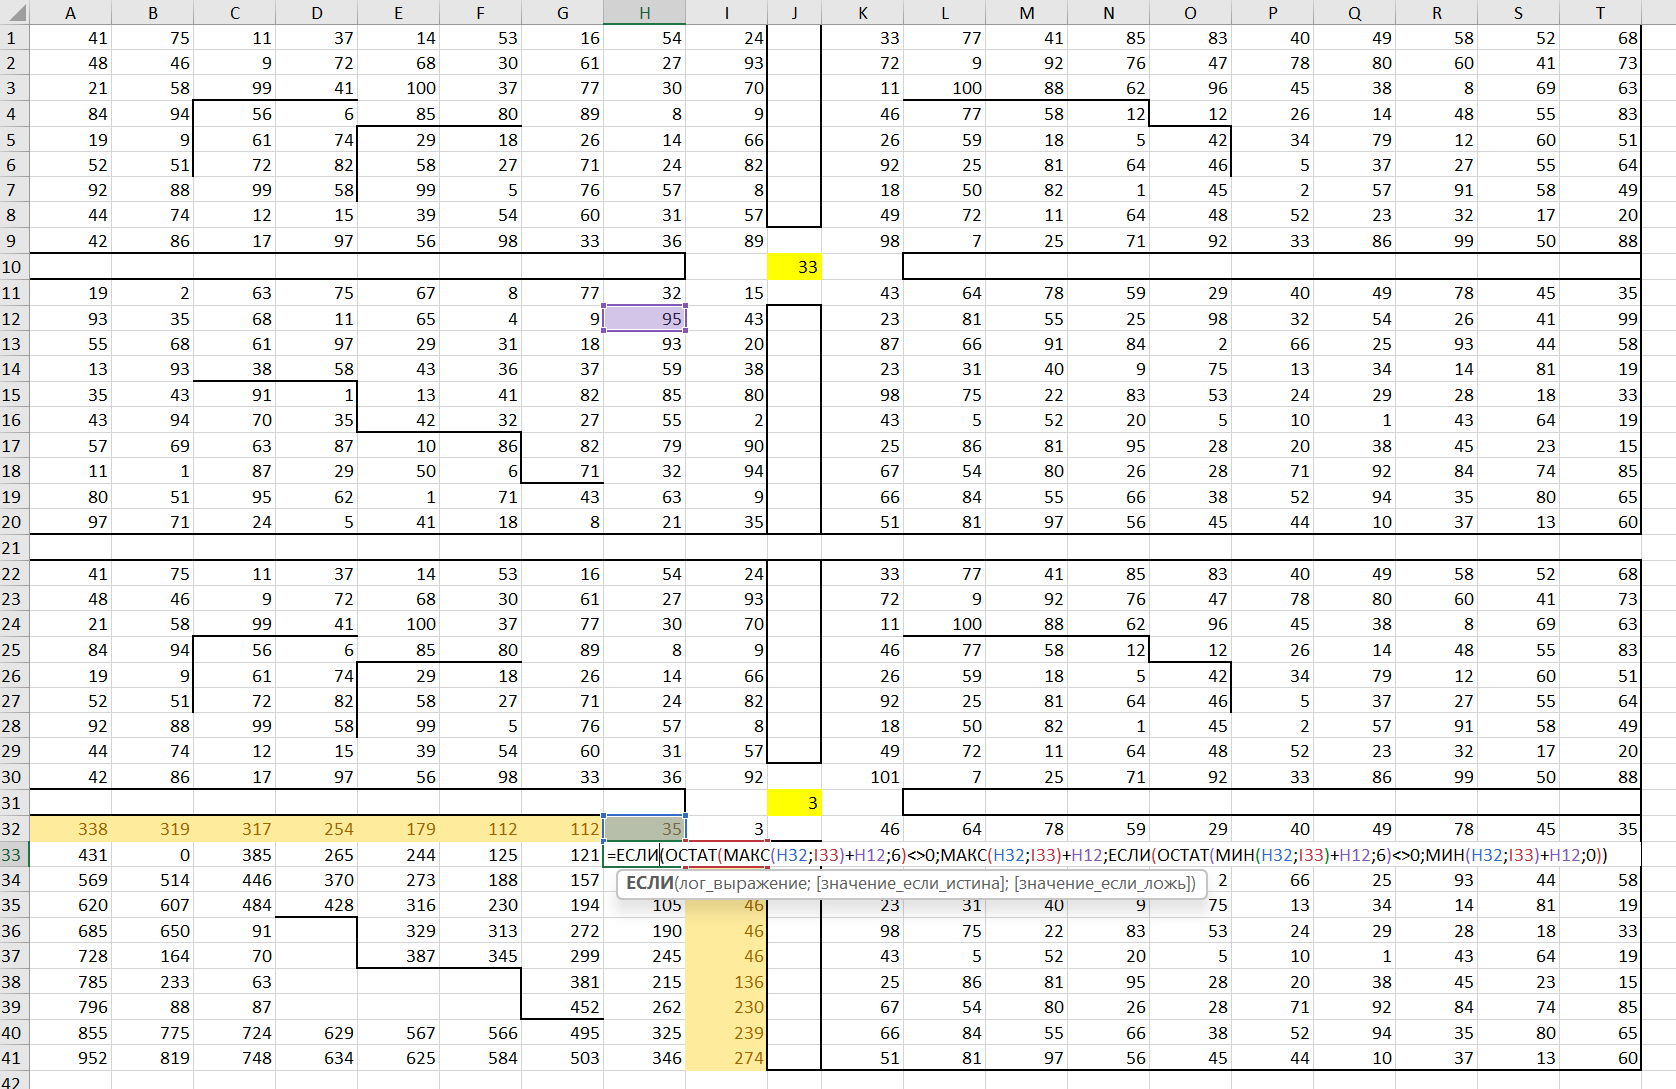 A B C D E F G H I J K L M N O P Q R S T
1 41 75 11 37 14 53 16 54 24 33 77 41 85 83 40 49 58 52 68
2 48 46 9 72 68 30 61 27 93 72 9 92 76 47 78 80 60 41 73
3 21 58 99 41 100 37 77 30 70 11 100 88 62 96 45 38 8 69 63
4 84 94 56 6 85 80 89 8 9 46 77 58 12 12 26 14 48 55 83
5 19 9 61 74 29 18 26 14 66 26 59 18 5 42 34 79 12 60 51
6 52 51 72 82 58 27 71 24 82 92 25 81 64 46 5 37 27 55 64
7 92 88 99 58 99 5 76 57 8 18 50 82 1 45 2 57 91 58 49
8 44 74 12 15 39 54 60 31 57 49 72 11 64 48 52 23 32 17 20
9 42 86 17 97 56 98 33 36 89 98 7 25 71 92 33 86 99 50 88
10 33
11 19 2 63 75 67 8 77 32 15 43 64 78 59 29 40 49 78 45 35
12 93 35 68 11 65 4 9 95 43 23 81 55 25 98 32 54 26 41 99
13 55 68 61 97 29 31 18 93 20 87 66 91 84 2 66 25 93 44 58
14 13 93 38 58 43 36 37 59 38 23 31 40 9 75 13 34 14 81 19
15 35 43 91 1 13 41 82 85 80 98 75 22 83 53 24 29 28 18 33
16 43 94 70 35 42 32 27 55 2 43 5 52 20 5 10 1 43 64 19
17 57 69 63 87 10 86 82 79 90 25 86 81 95 28 20 38 45 23 15
18 11 1 87 29 50 6 71 32 94 67 54 80 26 28 71 92 84 74 85
19 80 51 95 62 1 71 43 63 9 66 84 55 66 38 52 94 35 80 65
20 97 71 24 5 41 18 8 21 35 51 81 97 56 45 44 10 37 13 60
21
22 41 75 11 37 14 53 16 54 24 33 77 41 85 83 40 49 58 52 68
23 48 46 9 72 68 30 61 27 93 72 9 92 76 47 78 80 60 41 73
24 21 58 99 41 100 37 77 30 70 11 100 88 62 96 45 38 8 69 63
25 84 94 56 6 85 80 89 8 9 46 77 58 12 12 26 14 48 55 83
26 19 9 61 74 29 18 26 14 66 26 59 18 5 42 34 79 12 60 51
27 52 51 72 82 58 27 71 24 82 92 25 81 64 46 5 37 27 55 64
28 92 88 99 58 99 5 76 57 8 18 50 82 1 45 2 57 91 58 49
29 44 74 12 15 39 54 60 31 57 49 72 11 64 48 52 23 32 17 20
30 42 86 17 97 56 98 33 36 92 101 7 25 71 92 33 86 99 50 88
31 3
32 338 319 317 254 179 112 112 35 3 46 64 78 59 29 40 49 78 45 35
33 431 0 385 265 244 125 121 =ЕСЛИ(ОСТАТ(МАКС(H32;I33)+H12;6)<>0;МАКС(H32;I33)+H12;ЕСЛИ(ОСТАТ(МИН(H32;I33)+H12;6)<>0;МИН(H32;I33)+H12;0))
34 569 514 446 370 273 188 157 ЕСЛИ(лог_выражение; [значение_если_истина]; [значение_если_ложь]) 2 66 25 93 44 58
35 620 607 484 428 316 230 194 105 46 23 31 40 9 75 13 34 14 81 19
36 685 650 91 329 313 272 190 46 98 75 22 83 53 24 29 28 18 33
37 728 164 70 387 345 299 245 46 43 5 52 20 5 10 1 43 64 19
38 785 233 63 381 215 136 25 86 81 95 28 20 38 45 23 15
39 796 88 87 452 262 230 67 54 80 26 28 71 92 84 74 85
40 855 775 724 629 567 566 495 325 239 66 84 55 66 38 52 94 35 80 65
41 952 819 748 634 625 584 503 346 274 51 81 97 56 45 44 10 37 13 60
42